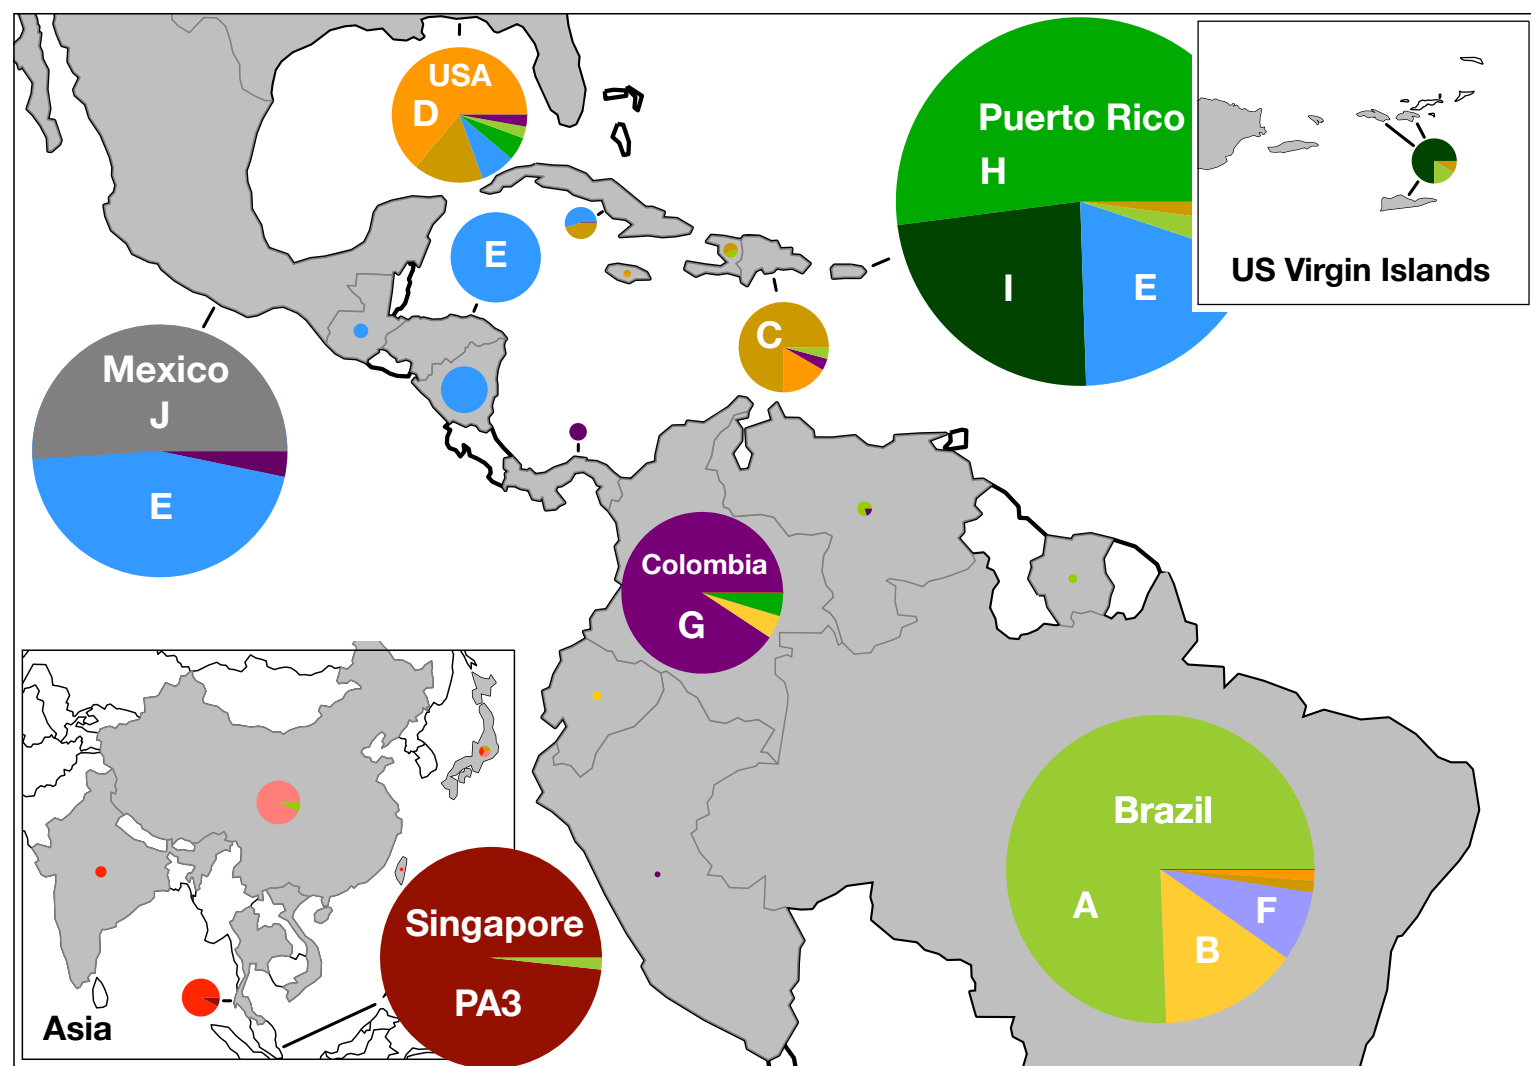 USA
D
Puerto Rico
H
I
E
US Virgin Islands
E
C
Mexico
J
E
Colombia
G
Brazil
A
F
B
Singapore
PA3
Asia